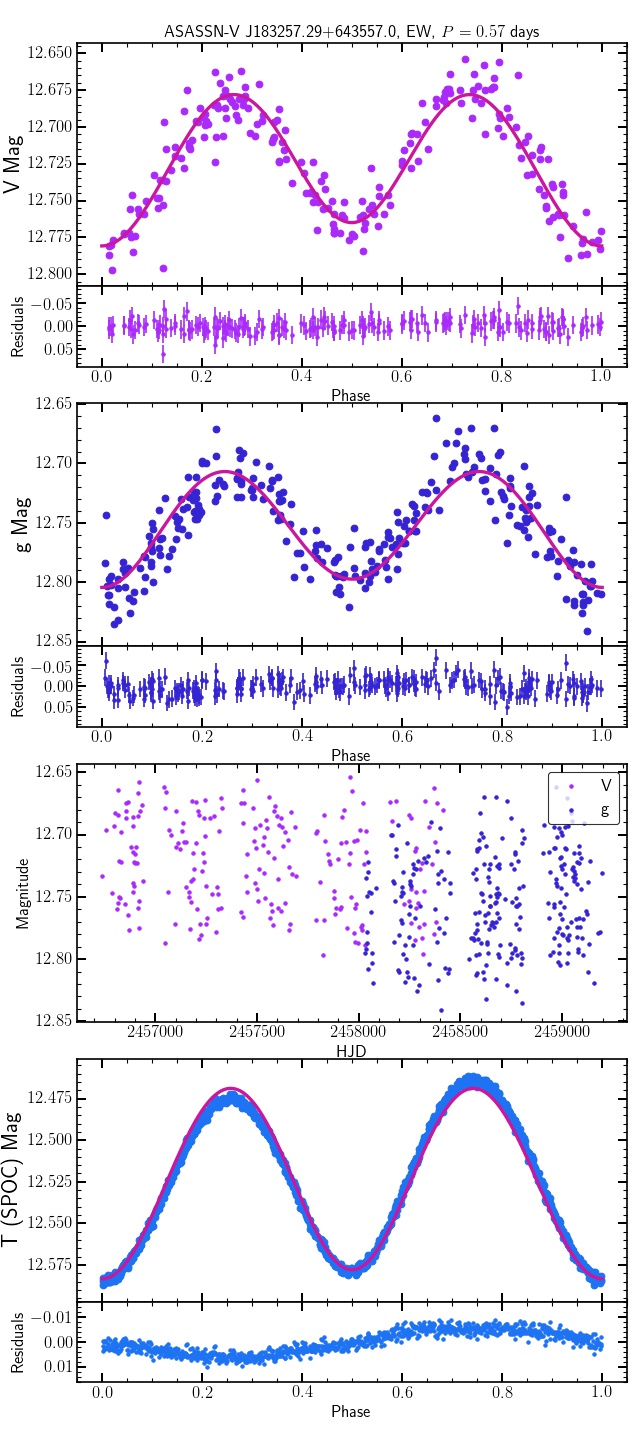 ASASSN-V J183257.29+643557.0, EW, P = 0.57 days
12.650
12.675
12.700
12.725
12.750
12.775
12.800
V Mag
−0.05
0.00
0.05
Residuals
0.0 0.2 0.4 0.6 0.8 1.0
Phase
12.65
12.70
12.75
12.80
12.85
g Mag
−0.05
0.00
0.05
Residuals
0.0 0.2 0.4 0.6 0.8 1.0
Phase
12.65
12.70
12.75
12.80
12.85
Magnitude
V
g
2457000 2457500 2458000 2458500 2459000
HJD
12.475
12.500
12.525
12.550
12.575
T (SPOC) Mag
−0.01
0.00
0.01
Residuals
0.0 0.2 0.4 0.6 0.8 1.0
Phase